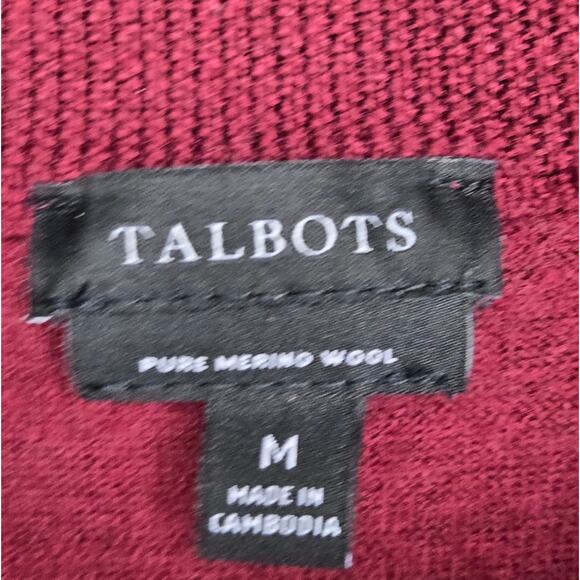 TALBOTS
PURE MERINO WOOL
M
MADE IN
CAMBODIA